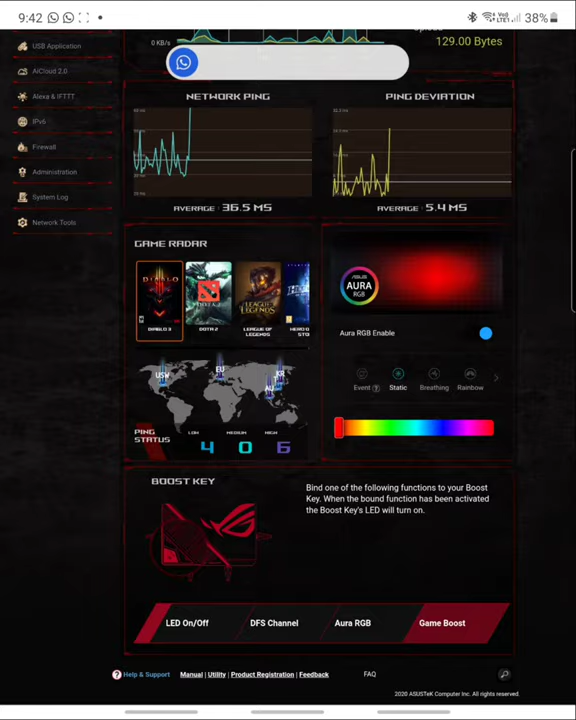 9:42
38%
0 KB/s
129.00 Bytes
USB Application
AiCloud 2.0
Alexa & IFTTT
IPv6
Firewall
Administration
System Log
Network Tools
NETWORK PING
PING DEVIATION
AVERAGE : 36.5 MS
AVERAGE : 5.4 MS
GAME RADAR
DIABLO 3
DOTA 2
LEAGUE OF LEGENDS
ASUS AURA RGB
Aura RGB Enable
Event
Static
Breathing
Rainbow
USW
EU
KR
AU
PING STATUS
LOW
MEDIUM
HIGH
4
0
6
BOOST KEY
Bind one of the following functions to your Boost
Key. When the bound function has been activated
the Boost Key's LED will turn on.
LED On/Off
DFS Channel
Aura RGB
Game Boost
Help & Support
Manual | Utility | Product Registration | Feedback
FAQ
2020 ASUSTeK Computer Inc. All rights reserved.